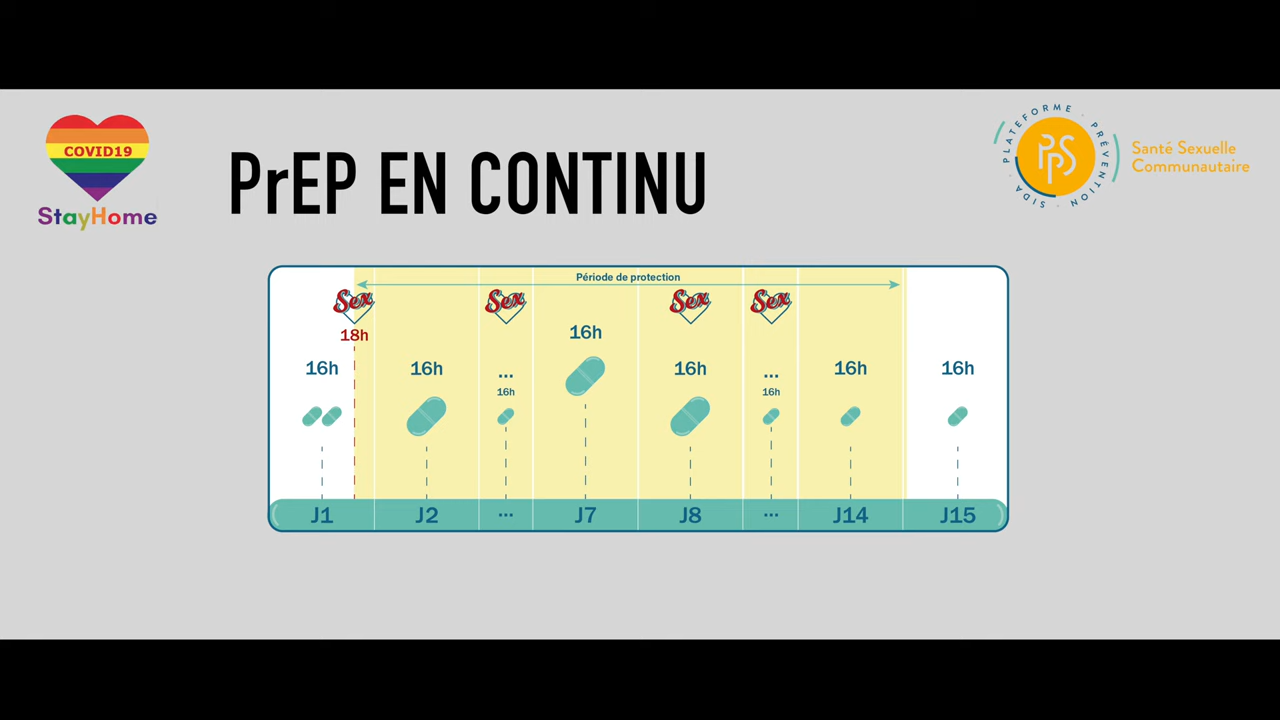 COVID19
StayHome
PrEP EN CONTINU
PLATEFORME · PRÉVENTION · SIDA ·
PPS
Santé Sexuelle
Communautaire
Période de protection
Sex Sex Sex Sex
18h
16h
16h 16h ... 16h ... 16h 16h
16h 16h
J1 J2 ... J7 J8 ... J14 J15